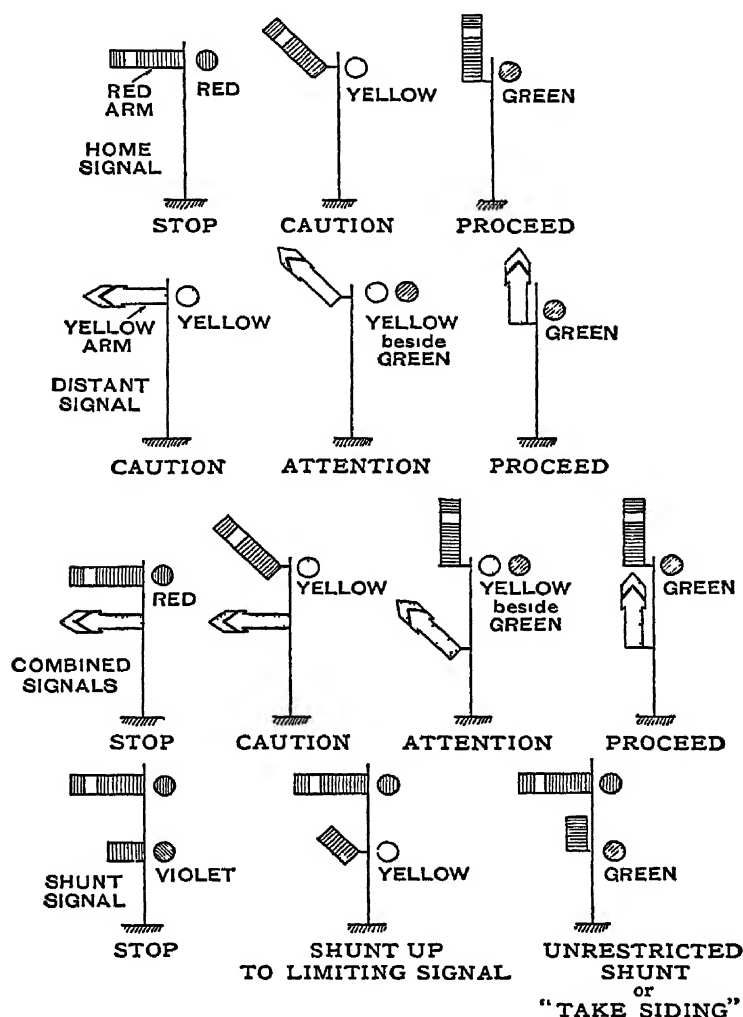 RED ARM
RED
YELLOW
GREEN
HOME SIGNAL
STOP
CAUTION
PROCEED
YELLOW ARM
YELLOW
YELLOW
beside
GREEN
GREEN
DISTANT SIGNAL
CAUTION
ATTENTION
PROCEED
RED
YELLOW
YELLOW
beside
GREEN
GREEN
COMBINED SIGNALS
STOP
CAUTION
ATTENTION
PROCEED
SHUNT SIGNAL
VIOLET
YELLOW
GREEN
STOP
SHUNT UP
TO LIMITING SIGNAL
UNRESTRICTED
SHUNT
or
"TAKE SIDING"